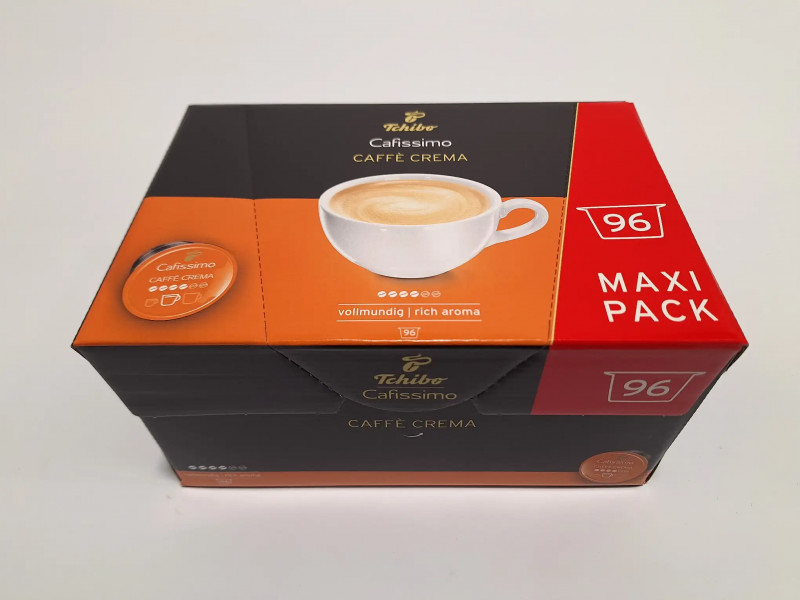 Tchibo
Cafissimo
CAFFÈ CREMA
96
MAXI
PACK
Cafissimo
CAFFÈ CREMA
vollmundig | rich aroma
96
Tchibo
Cafissimo
96
CAFFÈ CREMA
Cafissimo